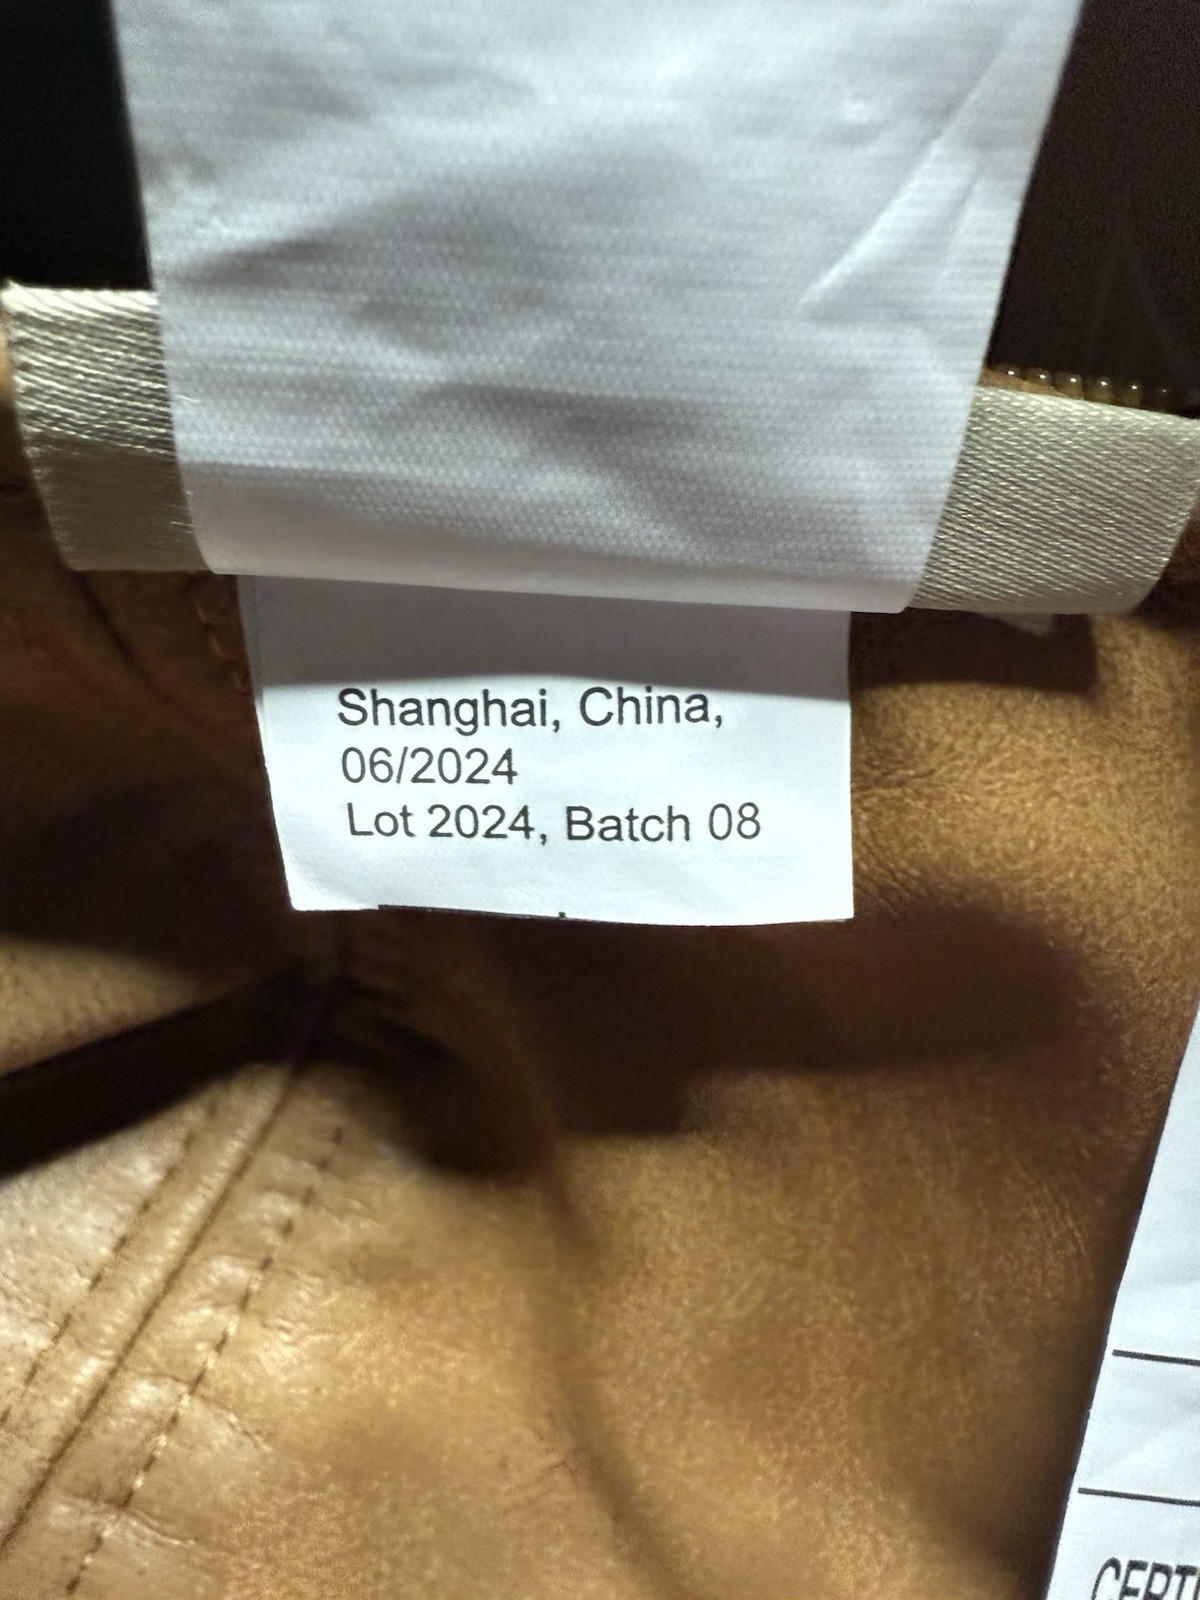 Shanghai, China,
06/2024
Lot 2024, Batch 08